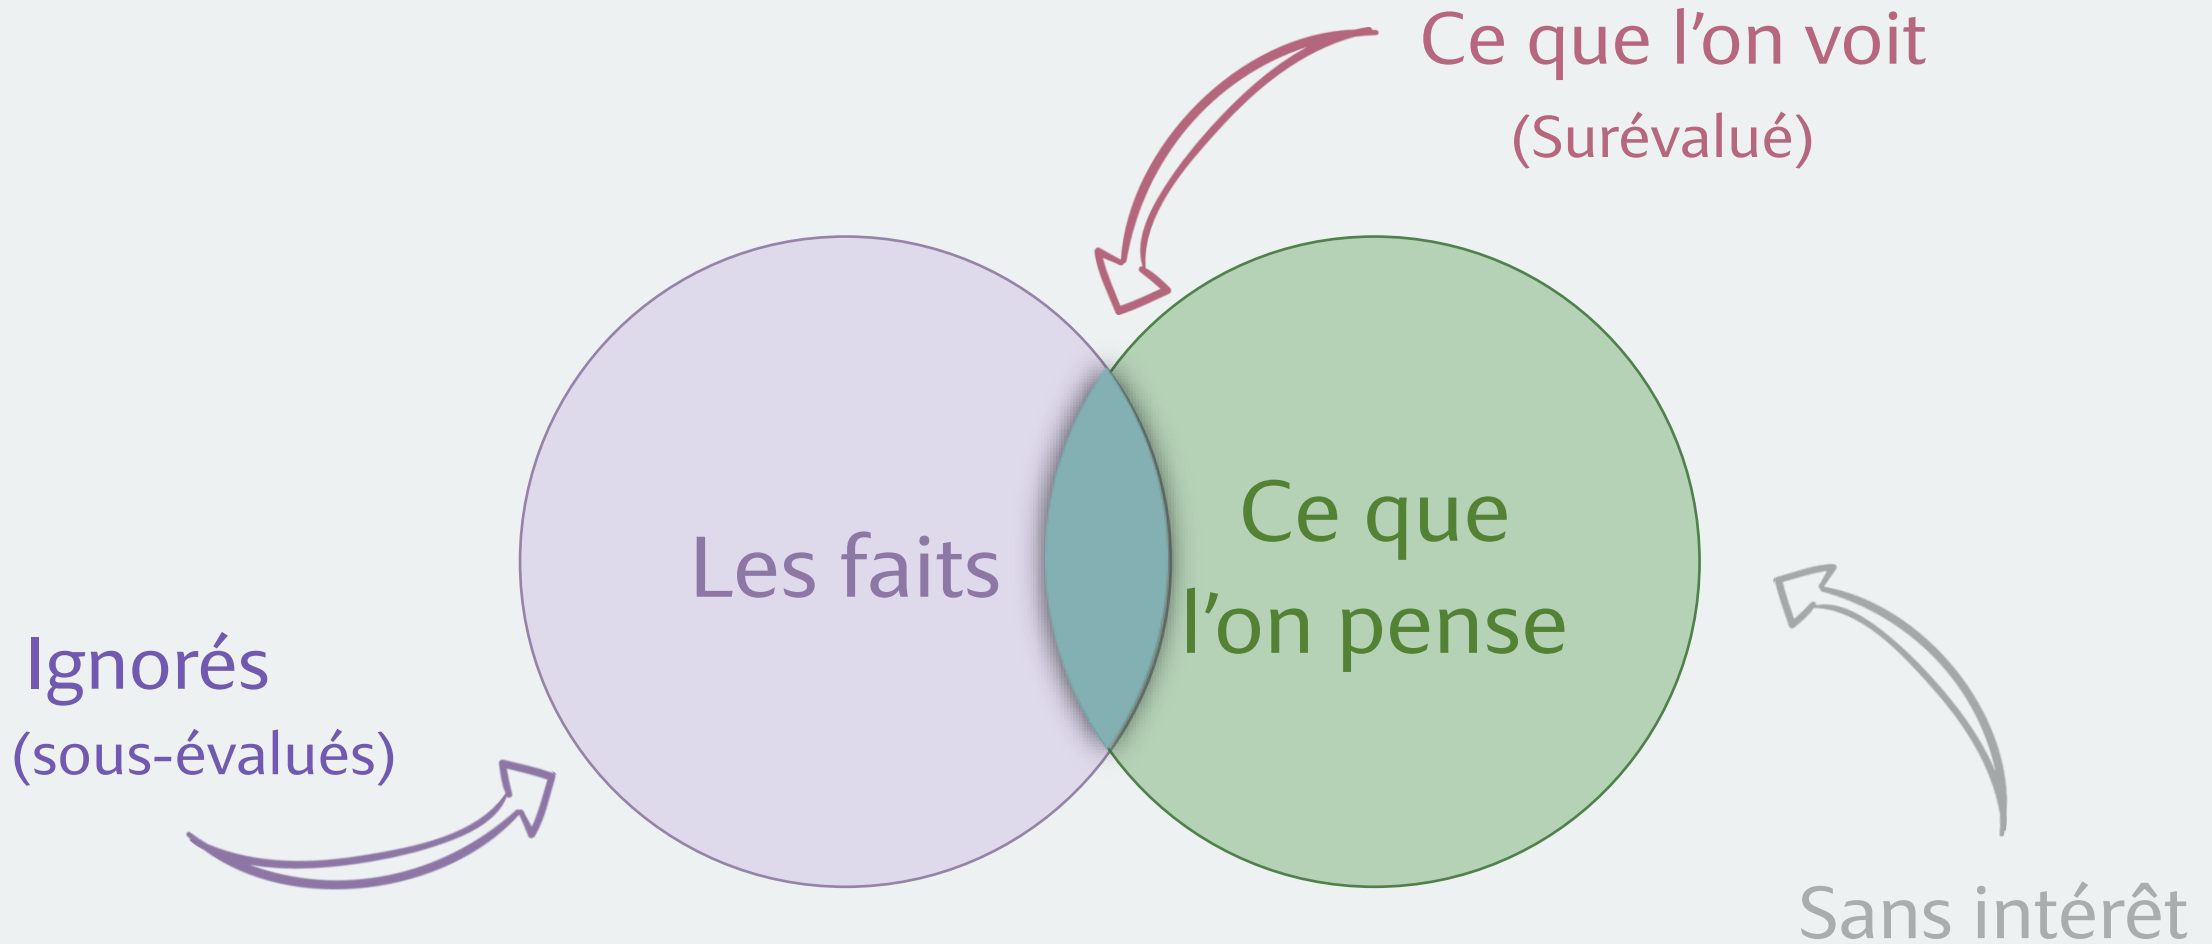 Ce que l’on voit
(Surévalué)
Les faits
Ce que
l’on pense
Ignorés
(sous-évalués)
Sans intérêt